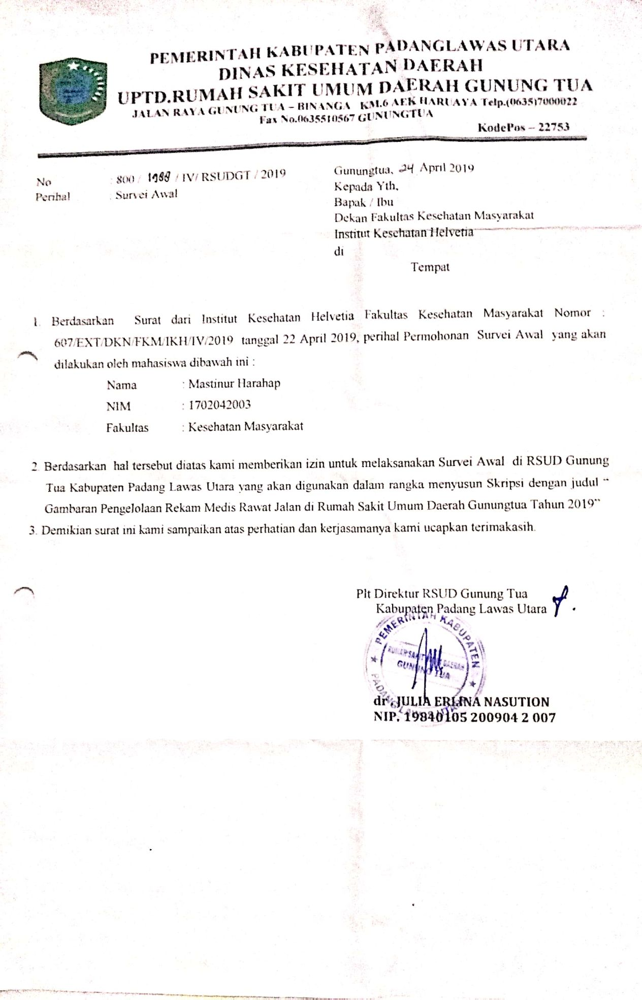 PEMERINTAH KABUPATEN PADANGLAWAS UTARA
DINAS KESEHATAN DAERAH
UPTD.RUMAH SAKIT UMUM DAERAH GUNUNG TUA
JALAN RAYA GUNUNG TUA – BINANGA KM.6 AEK HARUAYA Telp.(0635)7000022
Fax No.0635510567 GUNUNGTUA
KodePos – 22753
No : 800 / / IV/ RSUDGT / 2019
Perihal : Survei Awal
Gunungtua, 24 April 2019
Kepada Yth,
Bapak / Ibu
Dekan Fakultas Kesehatan Masyarakat
Institut Kesehatan Helvetia
di
Tempat
1. Berdasarkan Surat dari Institut Kesehatan Helvetia Fakultas Kesehatan Masyarakat Nomor :
607/EXT/DKN/FKM/IKH/IV/2019 tanggal 22 April 2019, perihal Permohonan Survei Awal yang akan
dilakukan oleh mahasiswa dibawah ini :
Nama : Mastinur Harahap
NIM : 1702042003
Fakultas : Kesehatan Masyarakat
2. Berdasarkan hal tersebut diatas kami memberikan izin untuk melaksanakan Survei Awal di RSUD Gunung
Tua Kabupaten Padang Lawas Utara yang akan digunakan dalam rangka menyusun Skripsi dengan judul “
Gambaran Pengelolaan Rekam Medis Rawat Jalan di Rumah Sakit Umum Daerah Gunungtua Tahun 2019”
3. Demikian surat ini kami sampaikan atas perhatian dan kerjasamanya kami ucapkan terimakasih.
Plt Direktur RSUD Gunung Tua
Kabupaten Padang Lawas Utara
PEMERINTAH KABUPATEN
RUMAH SAKIT DAERAH
GUNUNG TUA
PADANG LAWAS UTARA
dr. JULIA ERLINA NASUTION
NIP. 19840105 200904 2 007